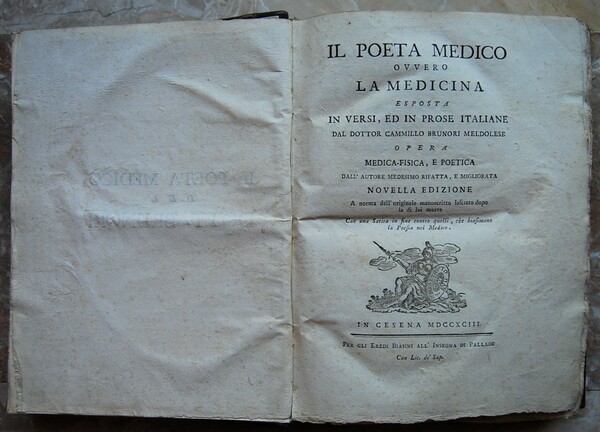 IL POETA MEDICO
OVVERO
LA MEDICINA
ESPOSTA
IN VERSI, ED IN PROSE ITALIANE
DAL DOTTOR CAMMILLO BRUNORI MELDOLESE
OPERA
MEDICA-FISICA, E POETICA
DALL' AUTORE MEDESIMO RIFATTA, E MIGLIORATA
NOVELLA EDIZIONE
A norma dell' originale manoscritto lasciato dopo
la di lui morte
Con una Satira in fine contro quelli, che biasimano
la Poesia nel Medico.
IN CESENA MDCCXCIII.
PER GLI EREDI BIASINI ALL' INSEGNA DI PALLADE
Con Lic. de' Sup.